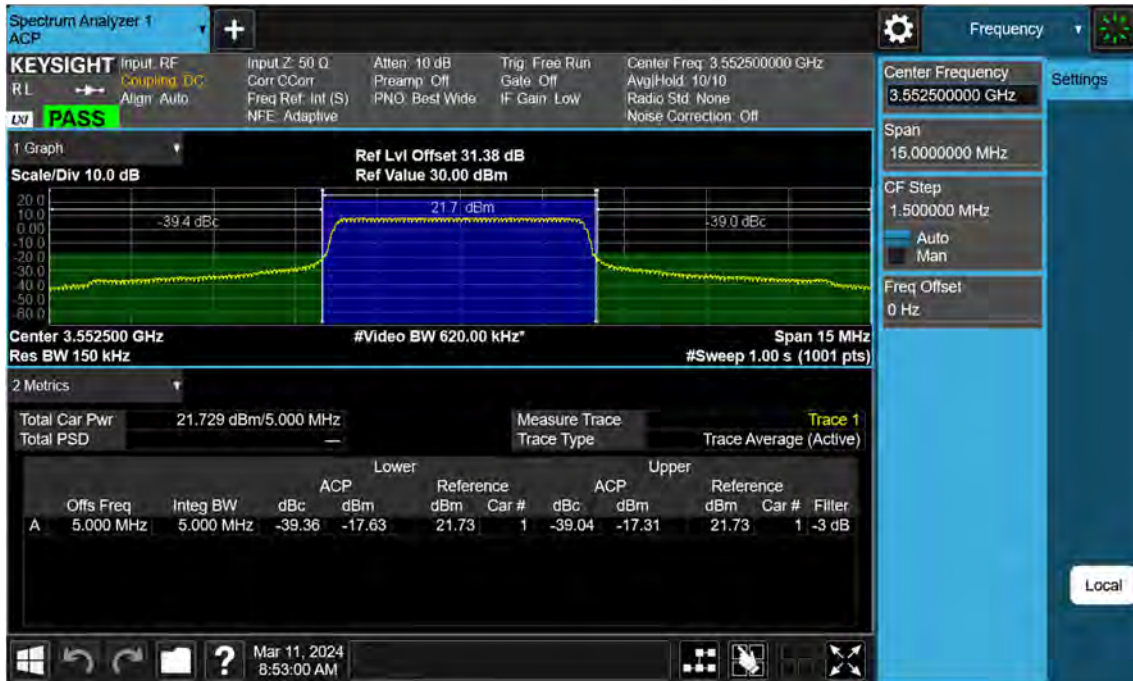 Spectrum Analyzer 1
ACP
+
Frequency
KEYSIGHT
RL
LXI PASS
Input: RF
Coupling: DC
Align: Auto
Input Z: 50 Ω
Corr CCorr
Freq Ref: Int (S)
NFE: Adaptive
Atten: 10 dB
Preamp: Off
PNO: Best Wide
Trig: Free Run
Gate: Off
IF Gain: Low
Center Freq: 3.552500000 GHz
Avg|Hold: 10/10
Radio Std: None
Noise Correction: Off
1 Graph
Scale/Div 10.0 dB
Ref Lvl Offset 31.38 dB
Ref Value 30.00 dBm
20.0
10.0
0.00
-10.0
-20.0
-30.0
-40.0
-50.0
-60.0
-39.4 dBc
21.7 dBm
-39.0 dBc
Center 3.552500 GHz
#Video BW 620.00 kHz*
Span 15 MHz
Res BW 150 kHz
#Sweep 1.00 s (1001 pts)
2 Metrics
Total Car Pwr 21.729 dBm/5.000 MHz
Total PSD —
Measure Trace Trace 1
Trace Type Trace Average (Active)
Lower Upper
ACP Reference ACP Reference
Offs Freq Integ BW dBc dBm dBm Car # dBc dBm dBm Car # Filter
A 5.000 MHz 5.000 MHz -39.36 -17.63 21.73 1 -39.04 -17.31 21.73 1 -3 dB
?
Mar 11, 2024
8:53:00 AM
Center Frequency
3.552500000 GHz
Span
15.0000000 MHz
CF Step
1.500000 MHz
Auto
Man
Freq Offset
0 Hz
Settings
Local